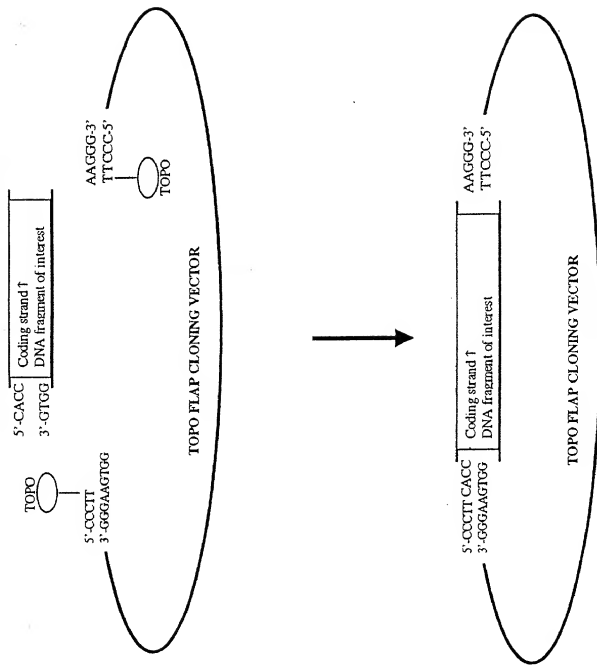 TOPO
5'-CCCTT
3'-GGGAAGTGG
5'-CACC
3'-GTGG
Coding strand↑
DNA fragment of interest
AAGGG-3'
TTCCC-5'
TOPO
TOPO FLAP CLONING VECTOR
5'-CCCTT CACC
3'-GGGAAGTGG
Coding strand↑
DNA fragment of interest
AAGGG-3'
TTCCC-5'
TOPO FLAP CLONING VECTOR